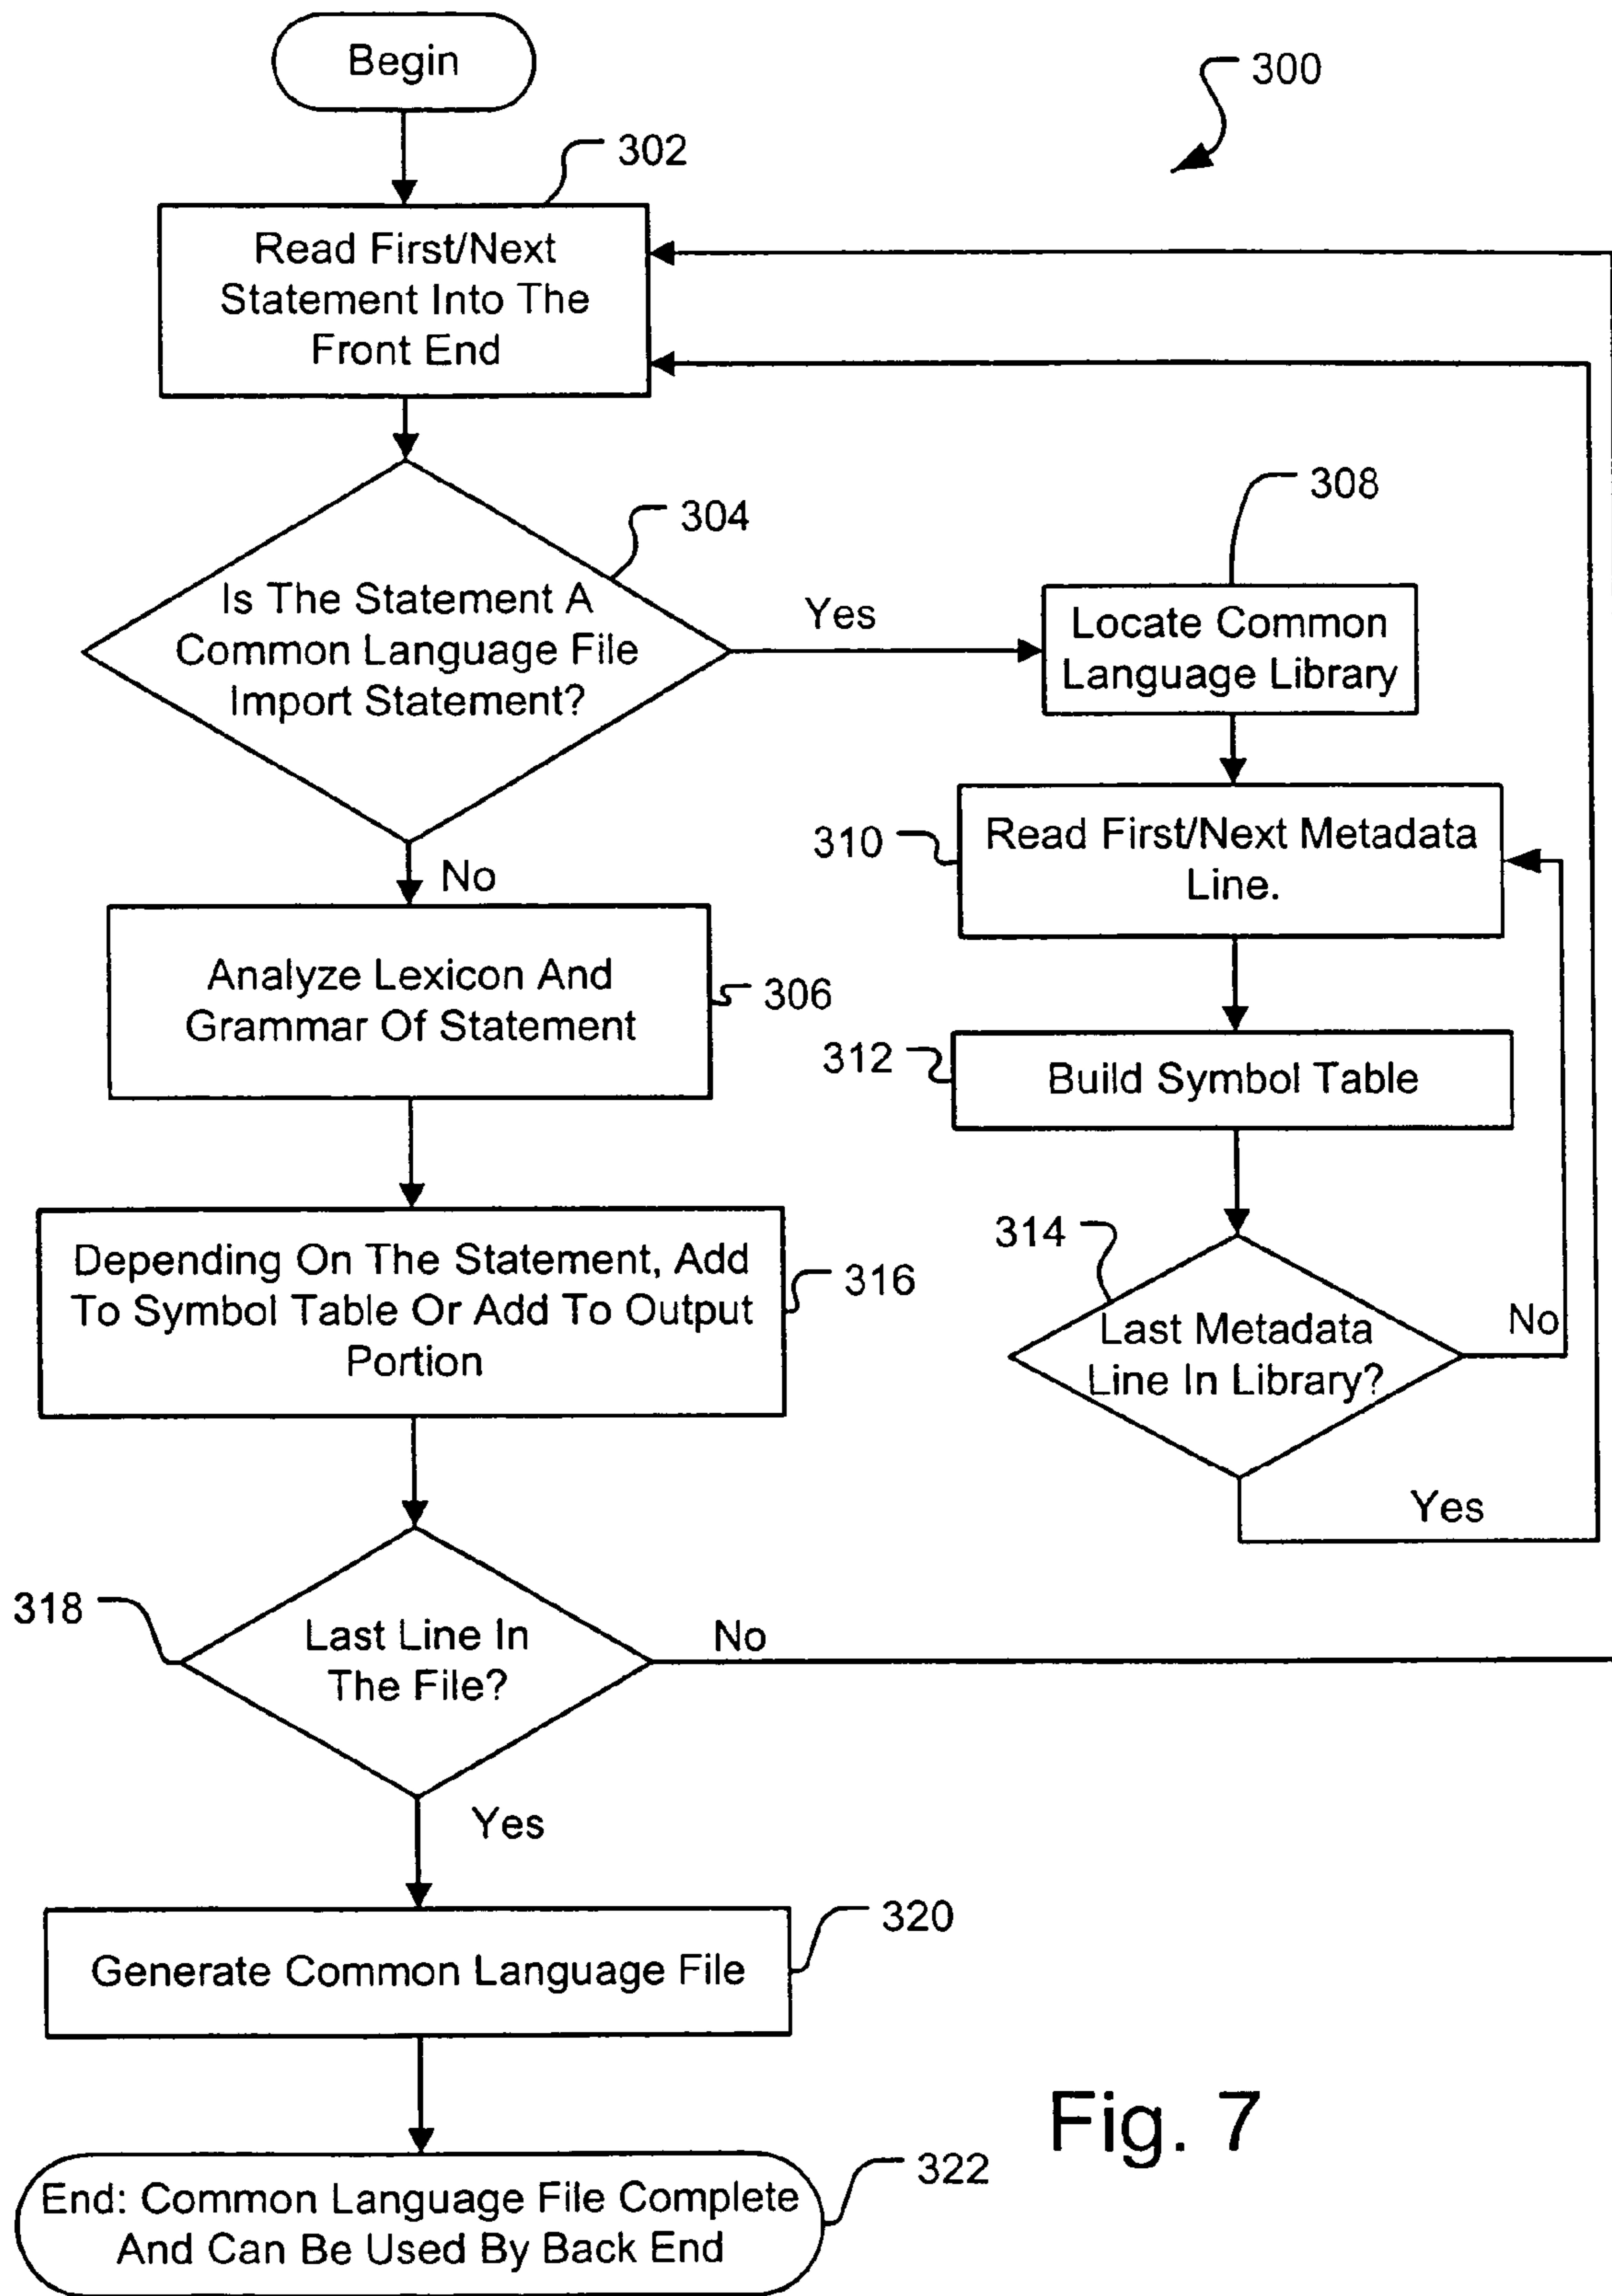 Begin
300
302
Read First/Next
Statement Into The
Front End
304
Is The Statement A
Common Language File
Import Statement?
Yes
308
Locate Common
Language Library
310
Read First/Next Metadata
Line.
No
Analyze Lexicon And
Grammar Of Statement
306
312
Build Symbol Table
314
Last Metadata
Line In Library?
No
Yes
Depending On The Statement, Add
To Symbol Table Or Add To Output
Portion
316
318
Last Line In
The File?
No
Yes
Generate Common Language File
320
End: Common Language File Complete
And Can Be Used By Back End
322
Fig. 7